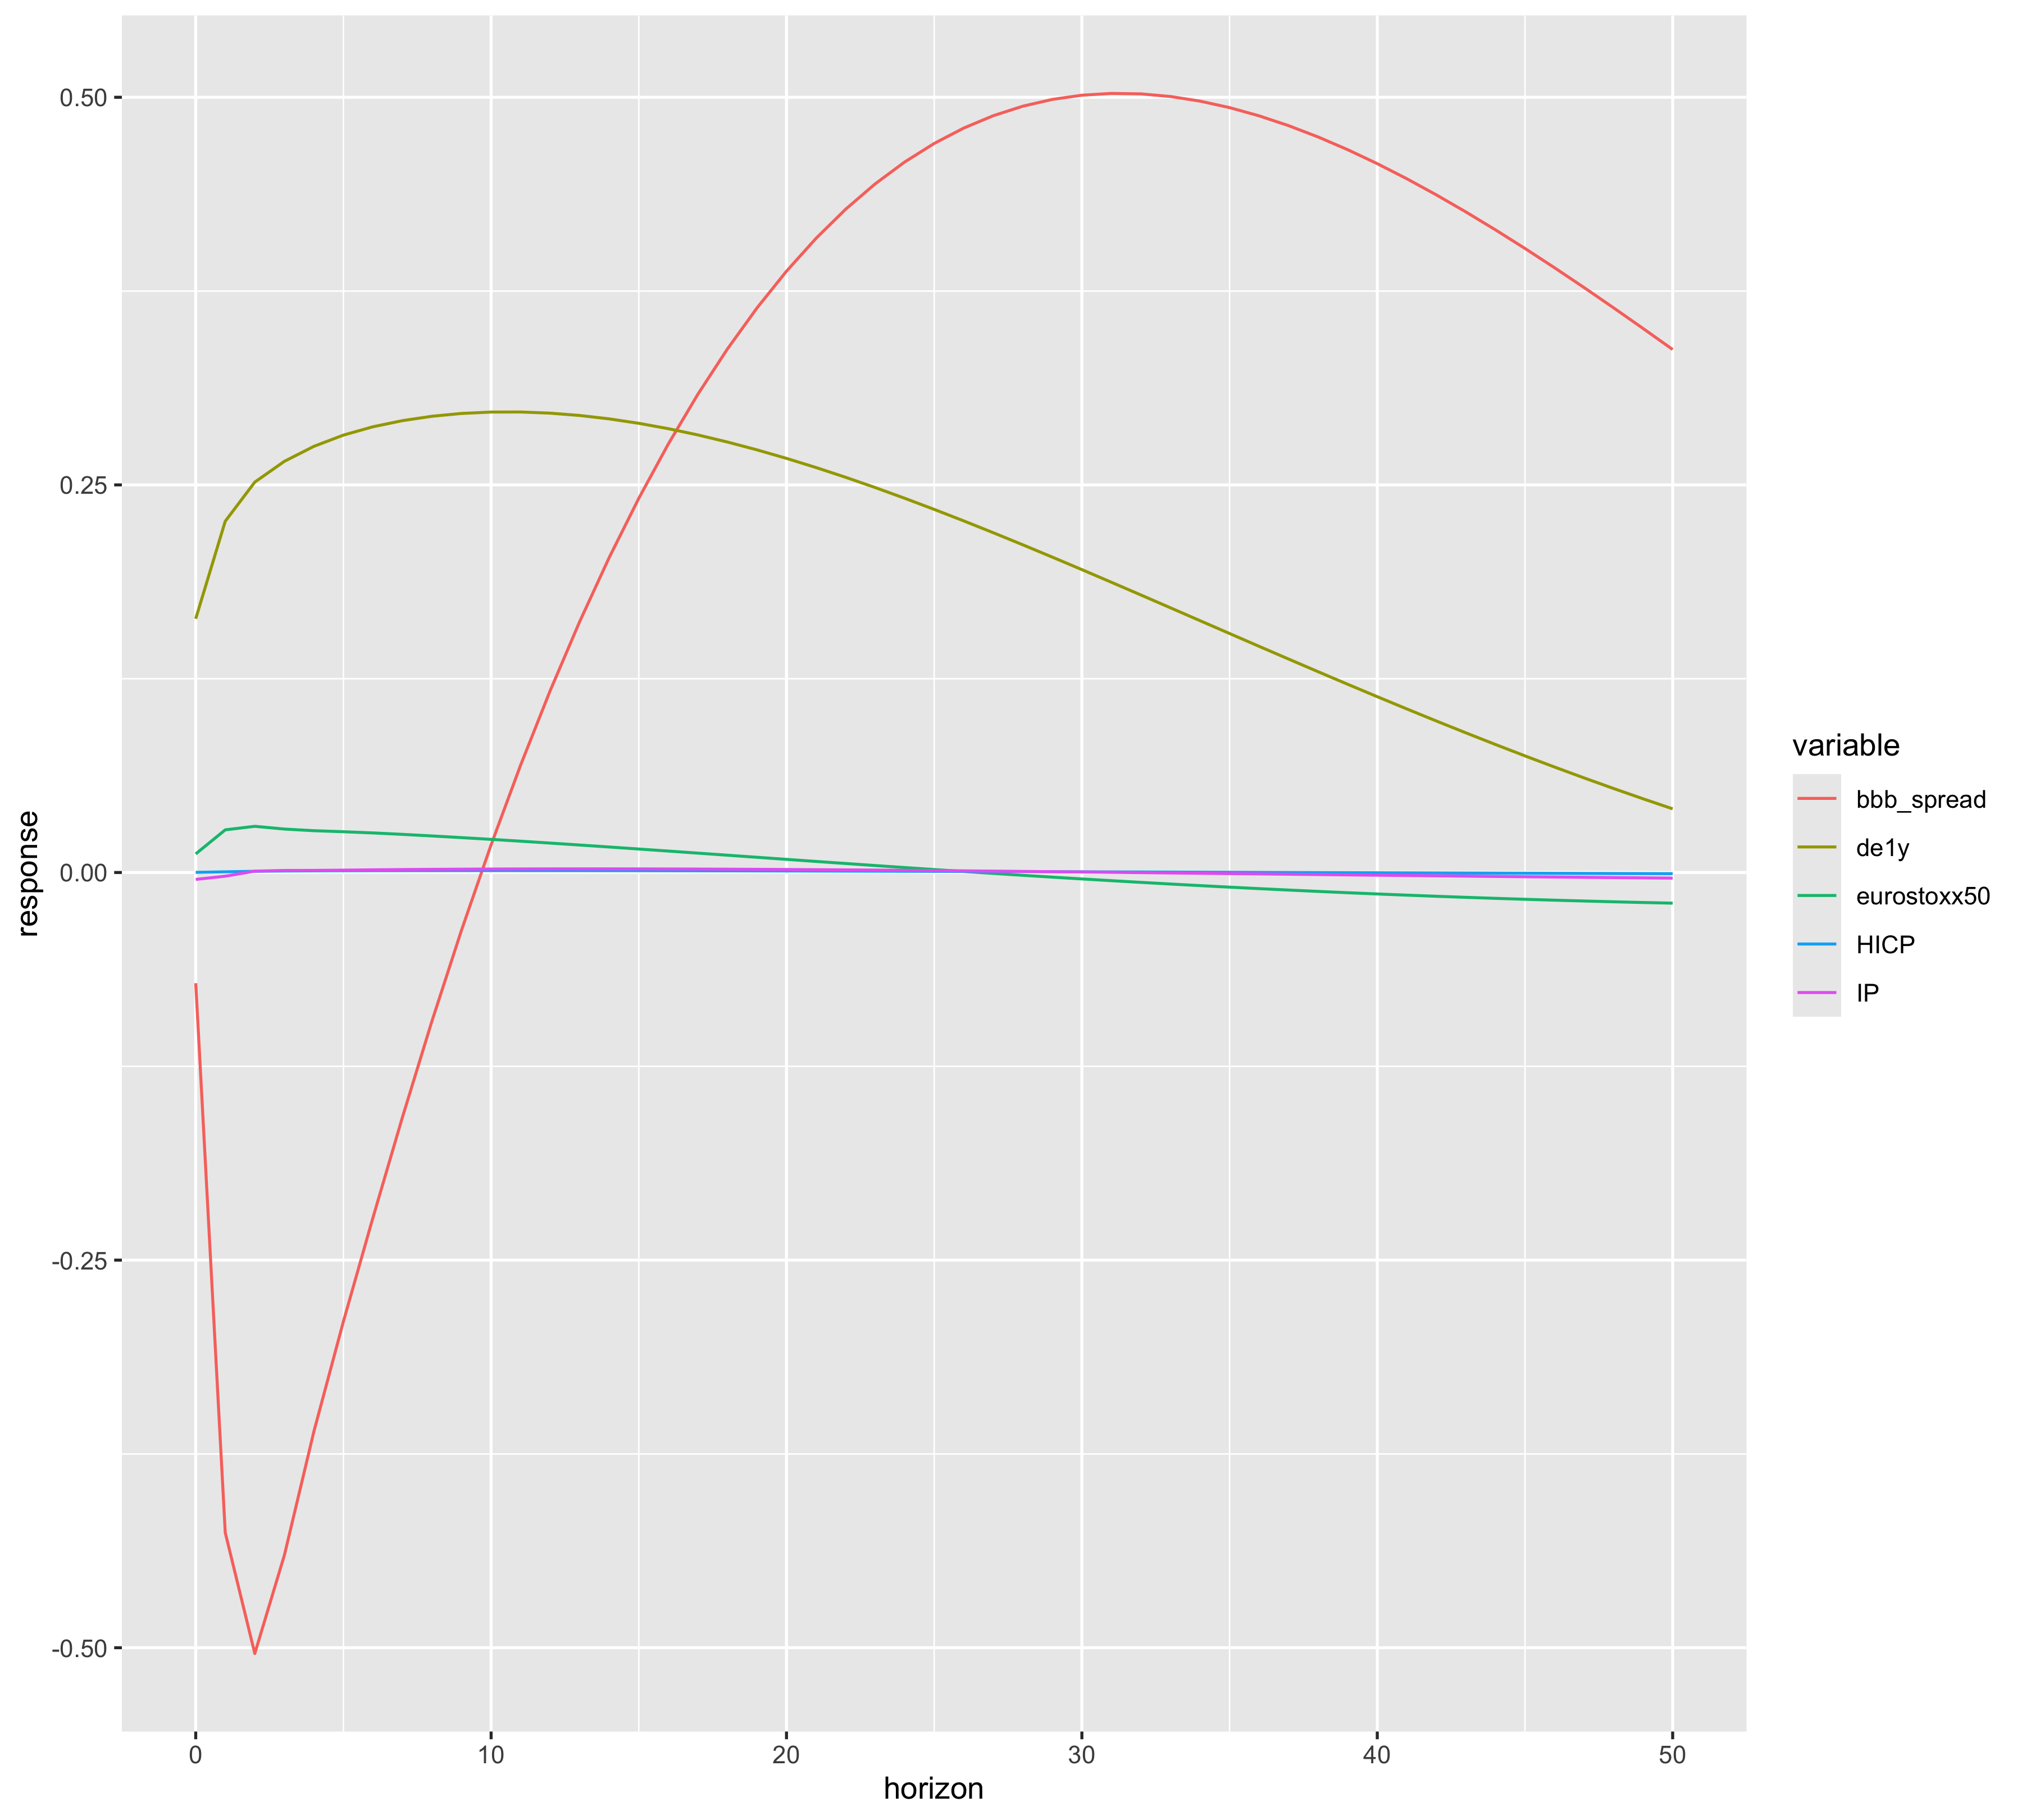 0.50
0.25
0.00
-0.25
-0.50
response
0
10
20
30
40
50
horizon
variable
bbb_spread
de1y
eurostoxx50
HICP
IP